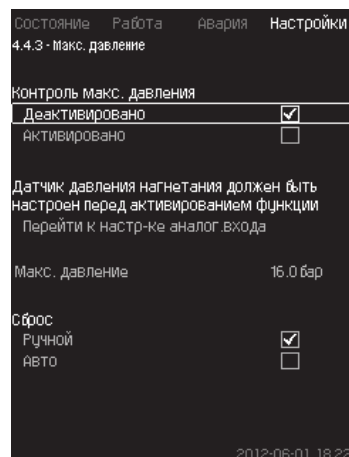 Состояние Работа Авария Настройки
4.4.3 - Макс. давление
Контроль макс. давления
Деактивировано
Активировано
Датчик давления нагнетания должен быть
настроен перед активированием функции
Перейти к настр-ке аналог.входа
Макс. давление 16.0 бар
Сброс
Ручной
Авто
2012-06-01 18:22